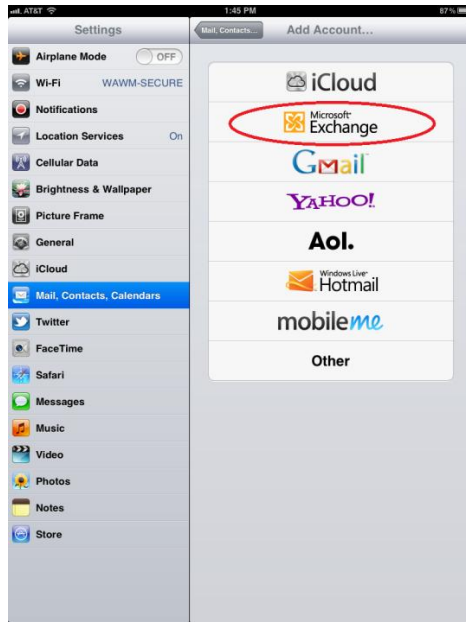 AT&T
1:45 PM
87%
Settings
Airplane Mode OFF
Wi-Fi WAWM-SECURE
Notifications
Location Services On
Cellular Data
Brightness & Wallpaper
Picture Frame
General
iCloud
Mail, Contacts, Calendars
Twitter
FaceTime
Safari
Messages
Music
Video
Photos
Notes
Store
Mail, Contacts...
Add Account...
iCloud
Microsoft
Exchange
GMail
YAHOO!
Aol.
Windows Live
Hotmail
mobileme
Other